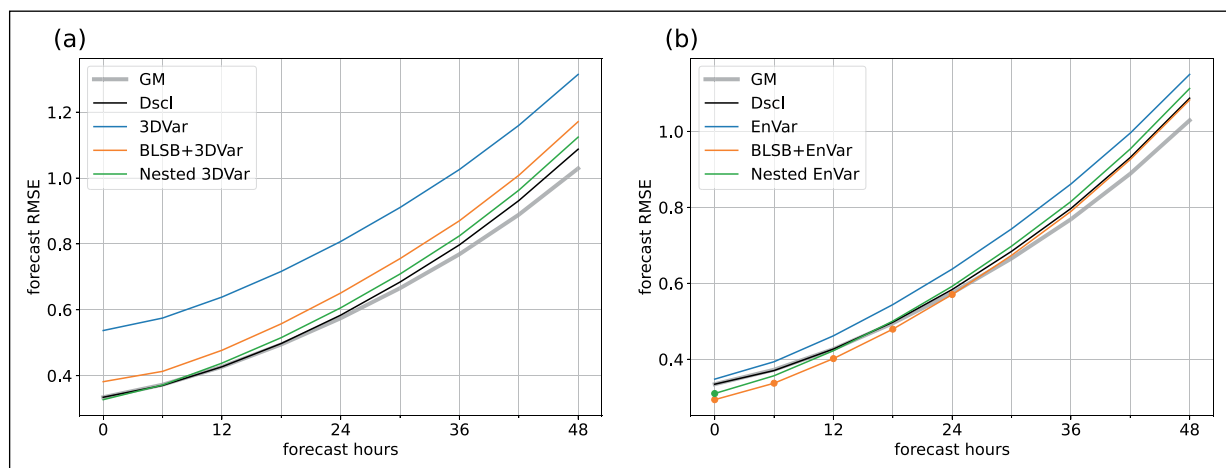 (a)
GM
Dscl
3DVar
BLSB+3DVar
Nested 3DVar
forecast RMSE
1.2
1.0
0.8
0.6
0.4
0
12
24
36
48
forecast hours
(b)
GM
Dscl
EnVar
BLSB+EnVar
Nested EnVar
forecast RMSE
1.0
0.8
0.6
0.4
0
12
24
36
48
forecast hours